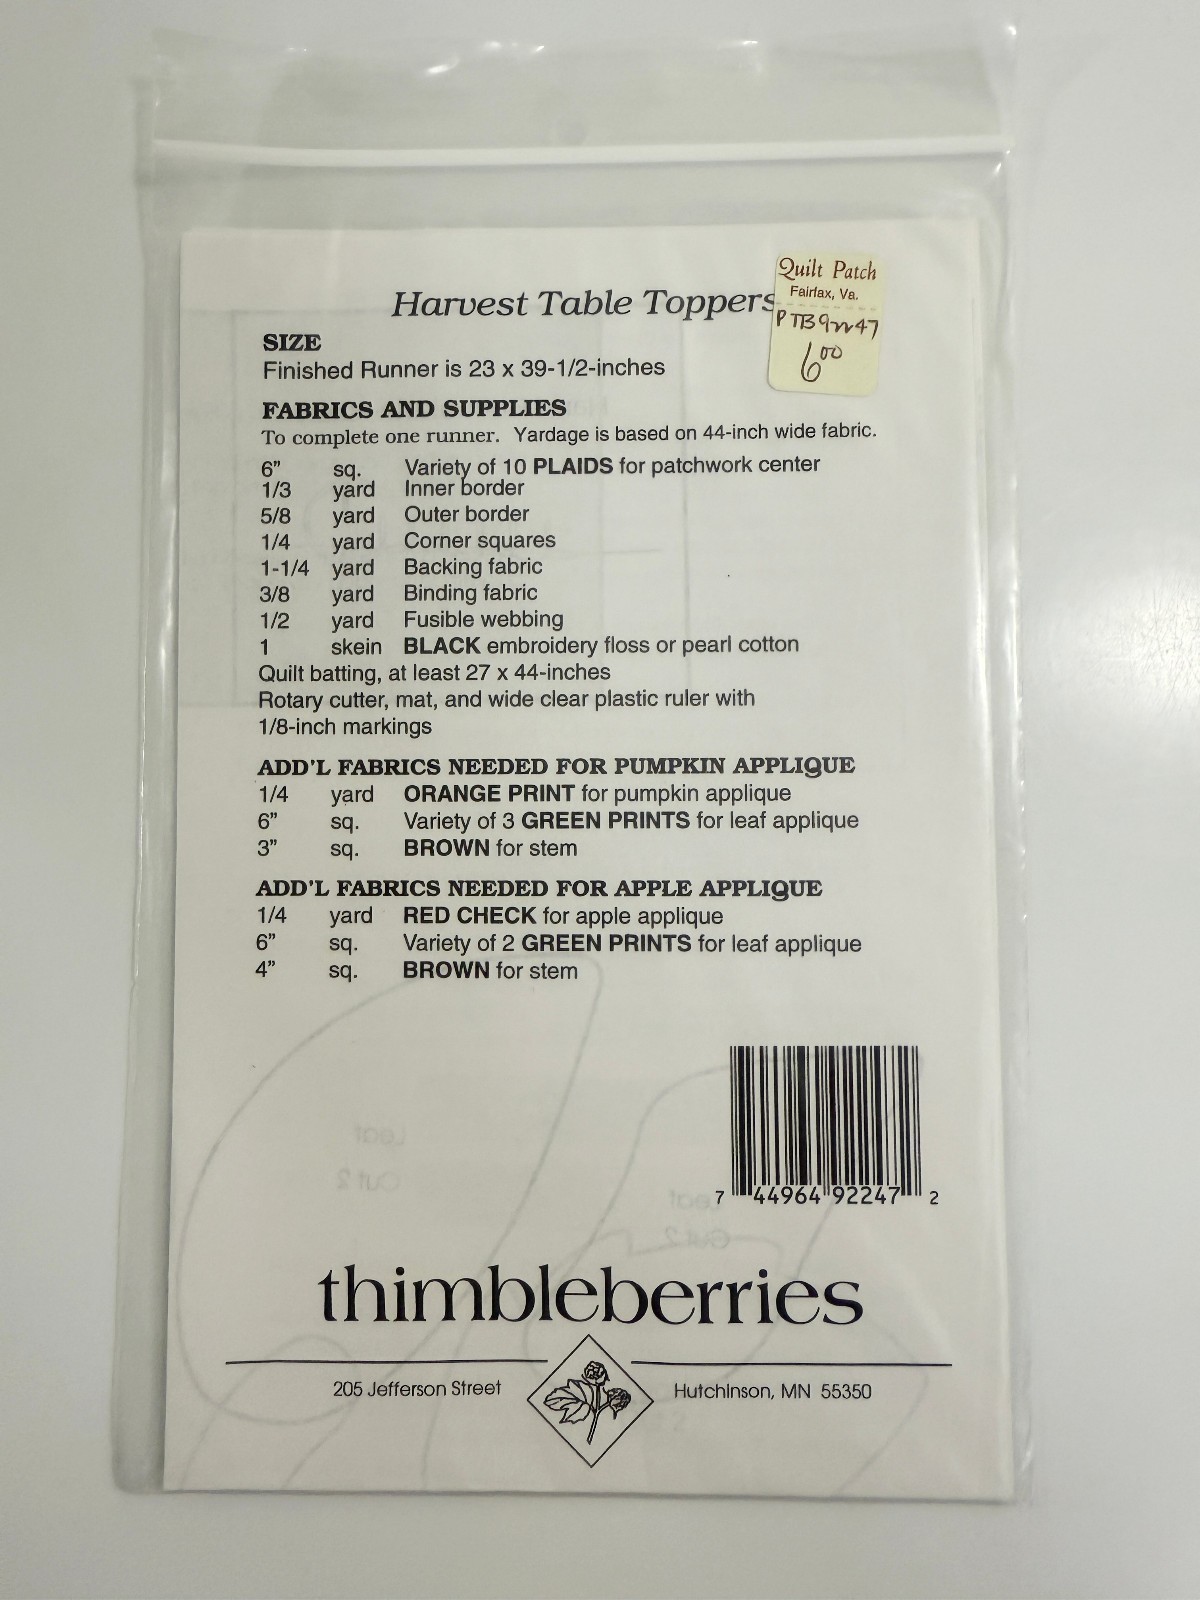 Harvest Table Toppers
Quilt Patch
Fairfax, Va.
6⁰⁰
SIZE
Finished Runner is 23 x 39-1/2-inches
FABRICS AND SUPPLIES
To complete one runner. Yardage is based on 44-inch wide fabric.
6" sq. Variety of 10 PLAIDS for patchwork center
1/3 yard Inner border
5/8 yard Outer border
1/4 yard Corner squares
1-1/4 yard Backing fabric
3/8 yard Binding fabric
1/2 yard Fusible webbing
1 skein BLACK embroidery floss or pearl cotton
Quilt batting, at least 27 x 44-inches
Rotary cutter, mat, and wide clear plastic ruler with
1/8-inch markings
ADD'L FABRICS NEEDED FOR PUMPKIN APPLIQUE
1/4 yard ORANGE PRINT for pumpkin applique
6" sq. Variety of 3 GREEN PRINTS for leaf applique
3" sq. BROWN for stem
ADD'L FABRICS NEEDED FOR APPLE APPLIQUE
1/4 yard RED CHECK for apple applique
6" sq. Variety of 2 GREEN PRINTS for leaf applique
4" sq. BROWN for stem
Leaf
Cut 2
Leaf
Cut 2
7 44964 92247 2
thimbleberries
205 Jefferson Street Hutchinson, MN 55350